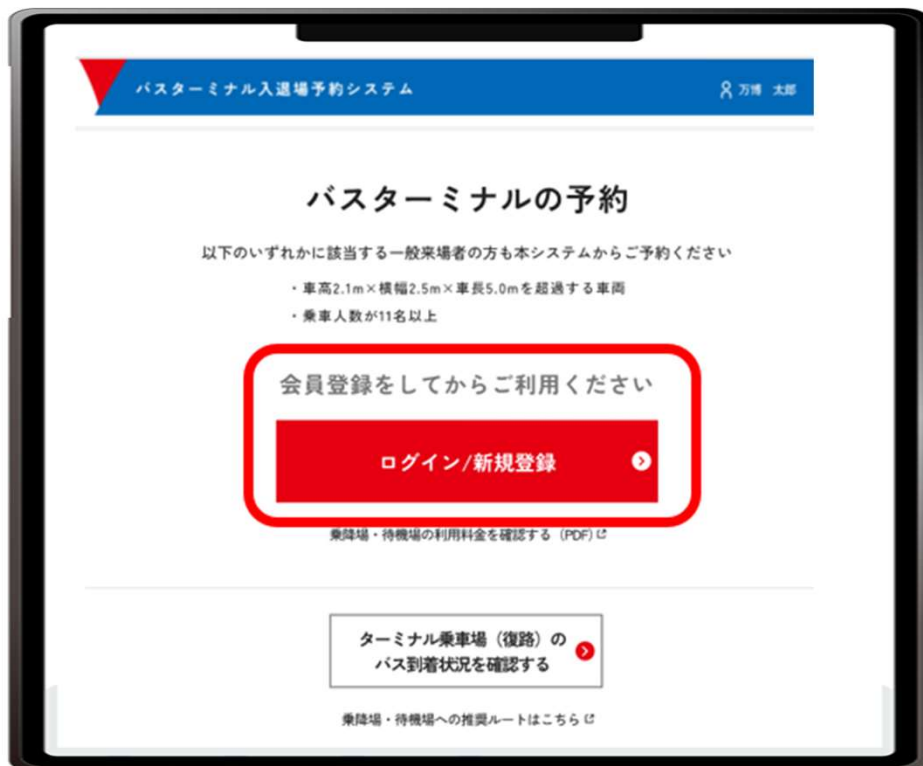 バスターミナル入退場予約システム
万博 太郎
バスターミナルの予約
以下のいずれかに該当する一般来場者の方も本システムからご予約ください
・車高2.1m×横幅2.5m×車長5.0mを超過する車両
・乗車人数が11名以上
会員登録をしてからご利用ください
ログイン/新規登録
乗降場・待機場の利用料金を確認する（PDF）
ターミナル乗車場（復路）の
バス到着状況を確認する
乗降場・待機場への推奨ルートはこちら